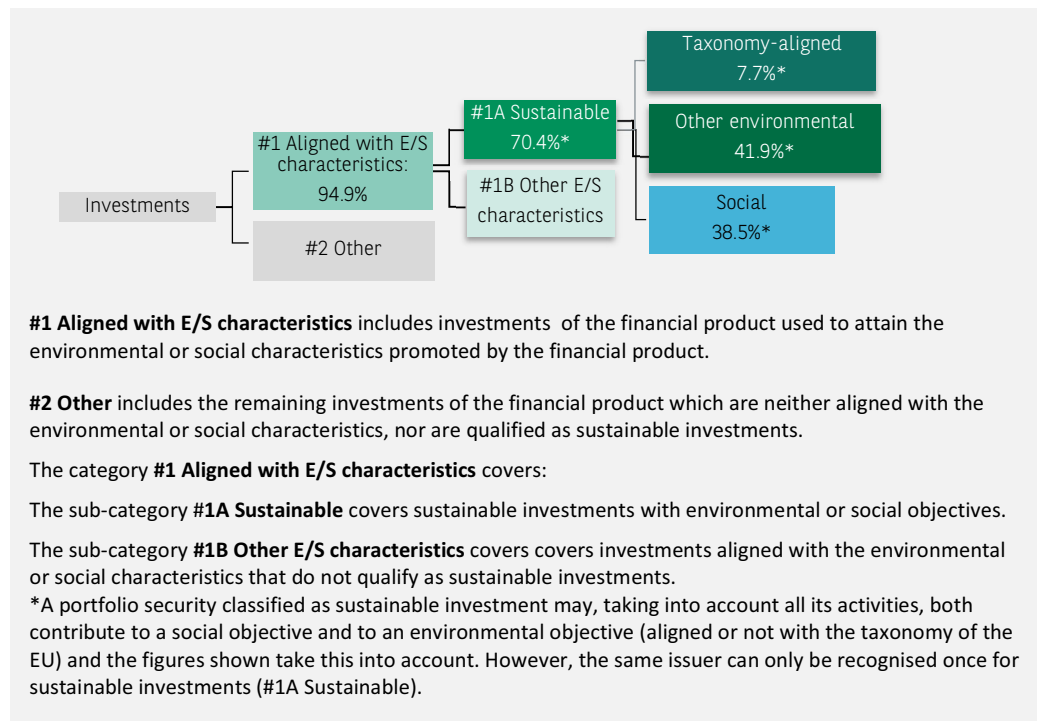 Taxonomy-aligned
7.7%*
#1A Sustainable
70.4%*
Other environmental
41.9%*
#1 Aligned with E/S
characteristics:
94.9%
#1B Other E/S
characteristics
Investments
Social
38.5%*
#2 Other
#1 Aligned with E/S characteristics includes investments of the financial product used to attain the
environmental or social characteristics promoted by the financial product.
#2 Other includes the remaining investments of the financial product which are neither aligned with the
environmental or social characteristics, nor are qualified as sustainable investments.
The category #1 Aligned with E/S characteristics covers:
The sub-category #1A Sustainable covers sustainable investments with environmental or social objectives.
The sub-category #1B Other E/S characteristics covers covers investments aligned with the environmental
or social characteristics that do not qualify as sustainable investments.
*A portfolio security classified as sustainable investment may, taking into account all its activities, both
contribute to a social objective and to an environmental objective (aligned or not with the taxonomy of the
EU) and the figures shown take this into account. However, the same issuer can only be recognised once for
sustainable investments (#1A Sustainable).